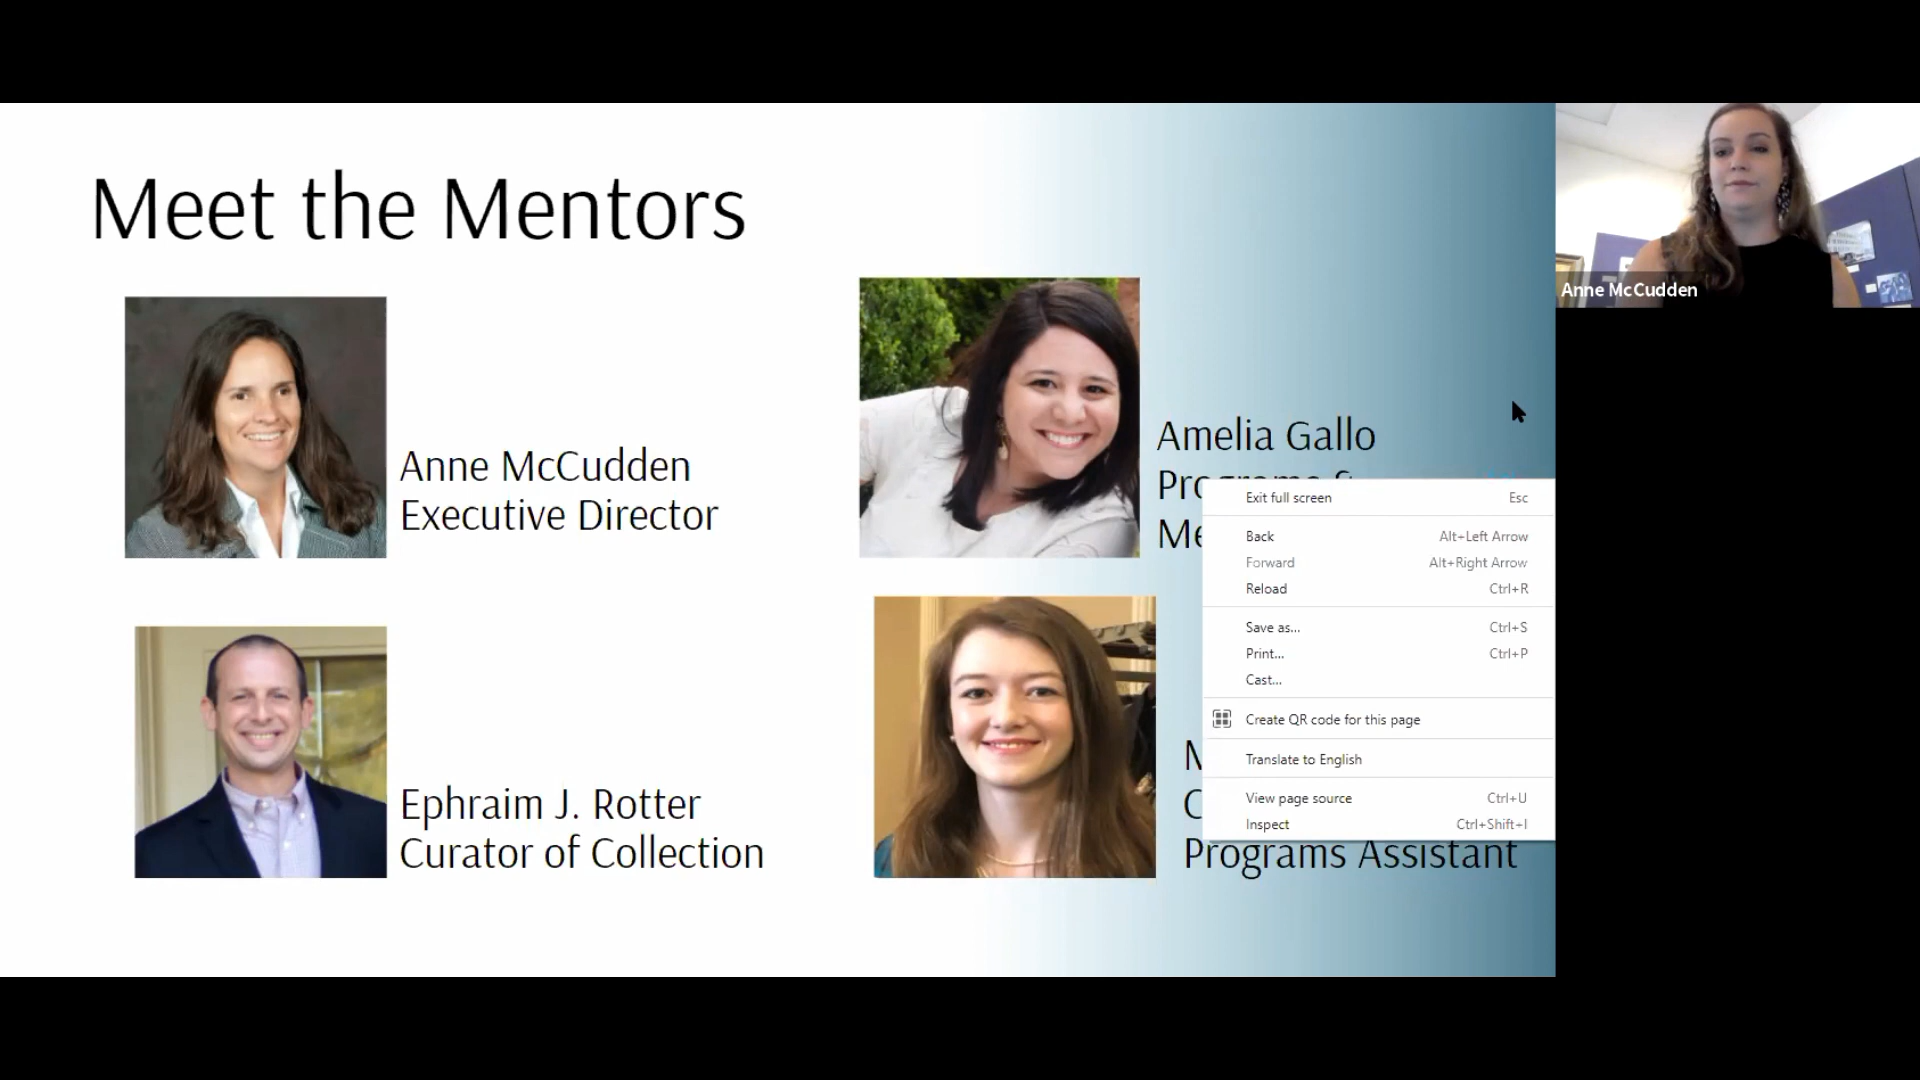 Meet the Mentors
Anne McCudden
Executive Director
Amelia Gallo
Programs &
Ephraim J. Rotter
Curator of Collection
Programs Assistant
Exit full screen Esc
Back Alt+Left Arrow
Forward Alt+Right Arrow
Reload Ctrl+R
Save as... Ctrl+S
Print... Ctrl+P
Cast...
Create QR code for this page
Translate to English
View page source Ctrl+U
Inspect Ctrl+Shift+I
Anne McCudden